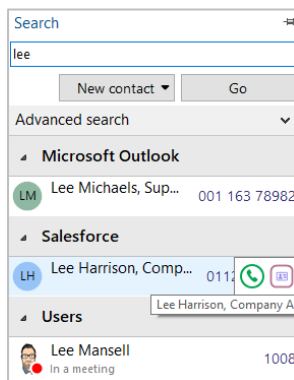 Search
lee
New contact Go
Advanced search
Microsoft Outlook
LM Lee Michaels, Sup... 001 163 78982
Salesforce
LH Lee Harrison, Comp... 0112
Lee Harrison, Company A
Users
Lee Mansell 1008
In a meeting